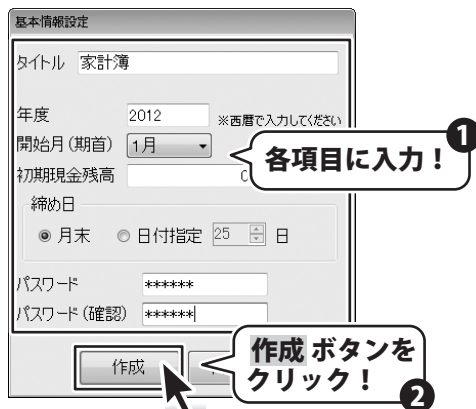 基本情報設定
タイトル 家計簿
年度 2012 ※西暦で入力してください
開始月(期首) 1月
初期現金残高
締め日
月末 日付指定 25 日
パスワード ******
パスワード(確認) ******
作成
❶
各項目に入力!
作成 ボタンを
クリック!
❷